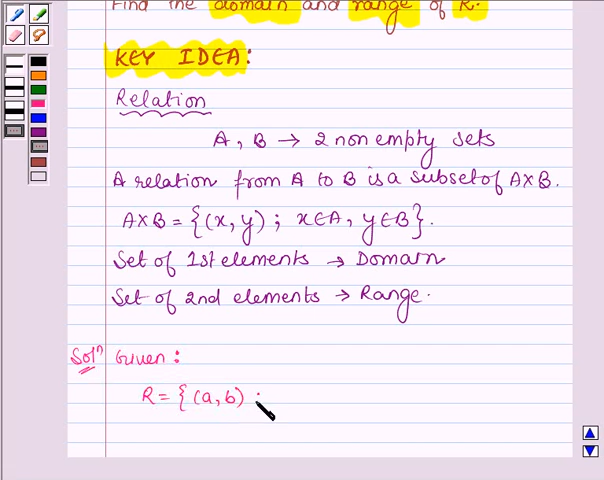 Find the domain and range of R.
KEY IDEA:
Relation
A, B → 2 non empty sets
A relation from A to B is a subset of A×B.
A×B = {(x, y) ; x∈A, y∈B}.
Set of 1st elements → Domain
Set of 2nd elements → Range.
Solⁿ Given :
R = { (a, b) :